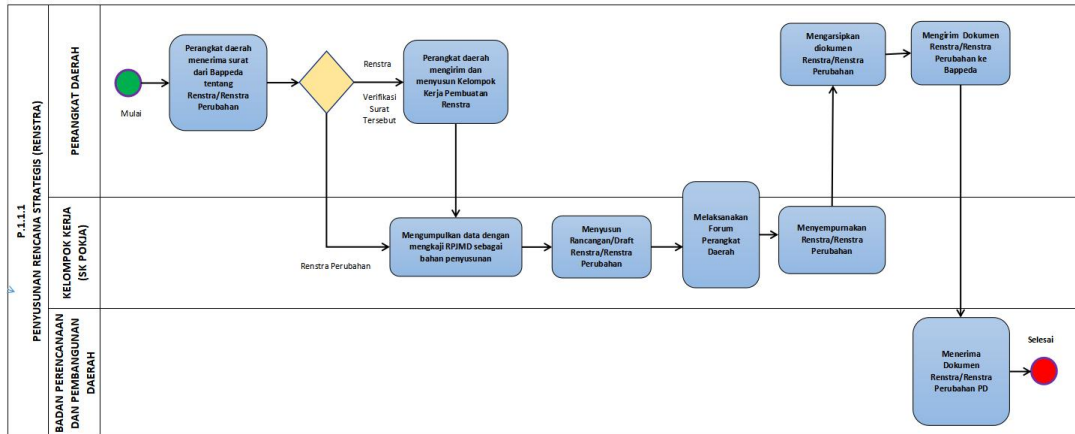 P.1.1.1
PENYUSUNAN RENCANA STRATEGIS (RENSTRA)
PERANGKAT DAERAH
Mulai
Perangkat daerah
menerima surat
dari Bappeda
tentang
Renstra/Renstra
Perubahan
Renstra
Verifikasi
Surat
Tersebut
Perangkat daerah
mengirim dan
menyusun Kelompok
Kerja Pembuatan
Renstra
Mengarsipkan
diokumen
Renstra/Renstra
Perubahan
Mengirim Dokumen
Renstra/Renstra
Perubahan ke
Bappeda
KELOMPOK KERJA
(SK POKJA)
Renstra Perubahan
Mengumpulkan data dengan
mengkaji RPJMD sebagai
bahan penyusunan
Menyusun
Rancangan/Draft
Renstra/Renstra
Perubahan
Melaksanakan
Forum
Perangkat
Daerah
Menyempurnakan
Renstra/Renstra
Perubahan
BADAN PERENCANAAN
DAN PEMBANGUNAN
DAERAH
Menerima
Dokumen
Renstra/Renstra
Perubahan PD
Selesai